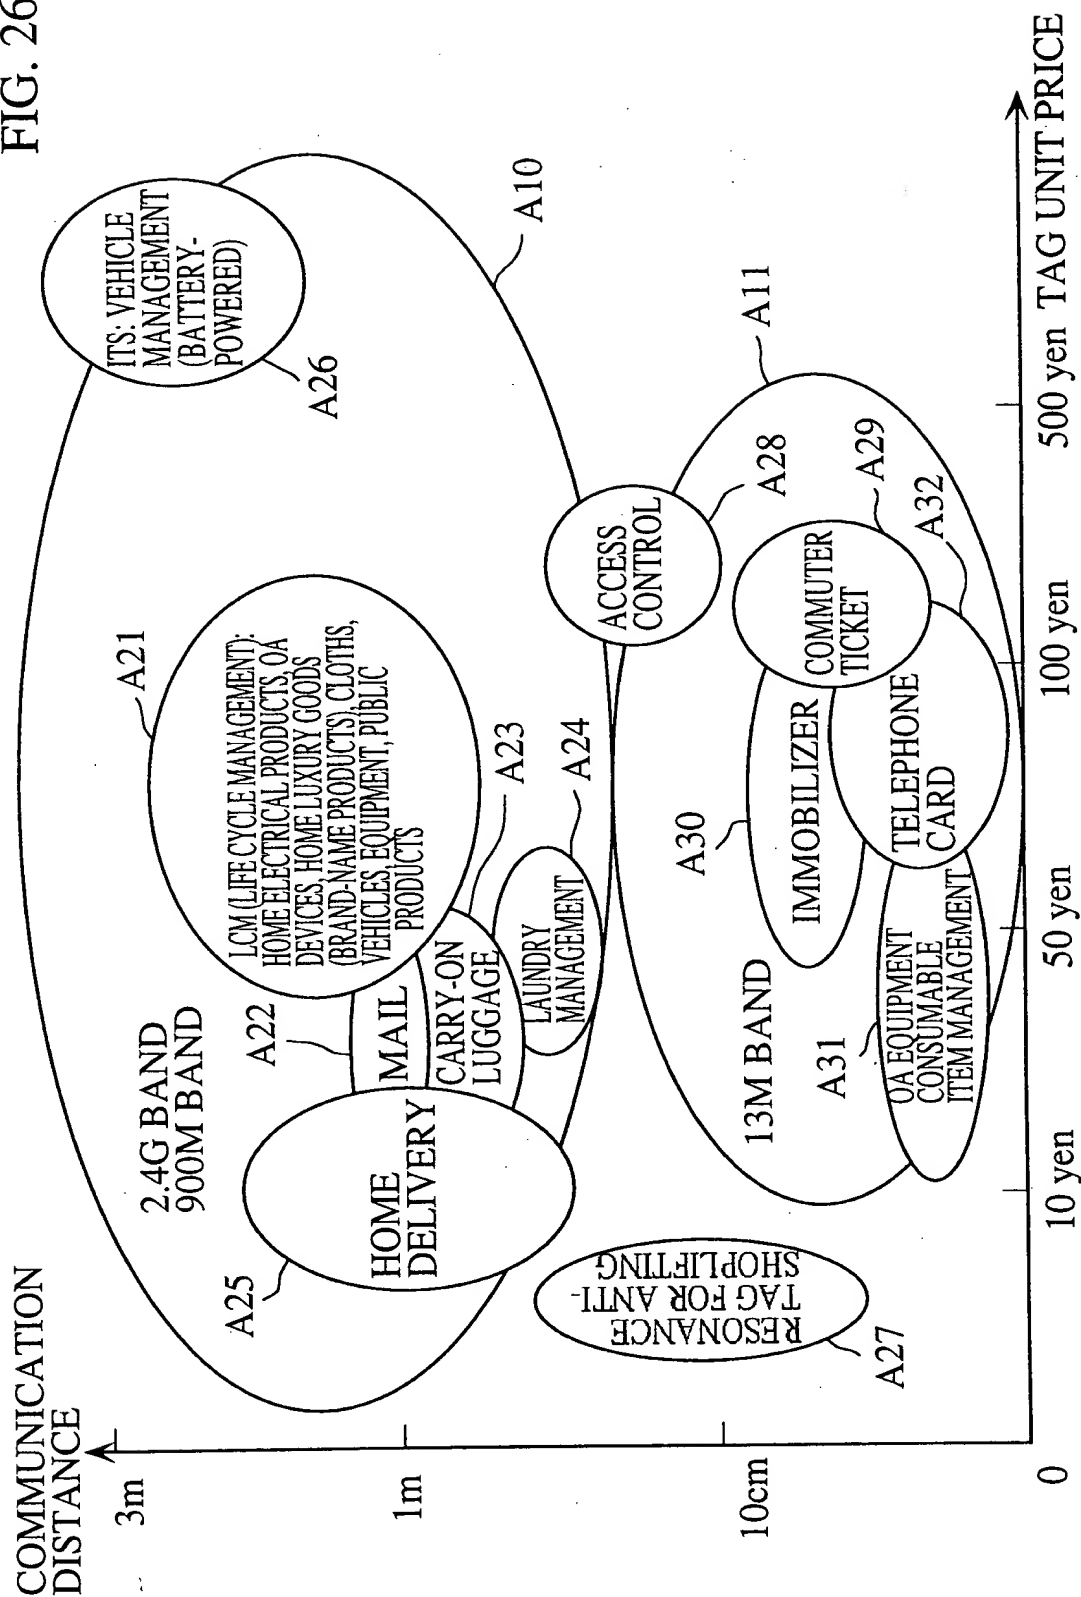 FIG. 26
COMMUNICATION
DISTANCE
3m
1m
10cm
0
10 yen
50 yen
100 yen
500 yen
TAG UNIT PRICE
2.4G BAND
900M BAND
A10
A21
LCM (LIFE CYCLE MANAGEMENT):
HOME ELECTRICAL PRODUCTS, OA
DEVICES, HOME LUXURY GOODS
(BRAND-NAME PRODUCTS), CLOTHS,
VEHICLES, EQUIPMENT, PUBLIC
PRODUCTS
ITS: VEHICLE
MANAGEMENT
(BATTERY-
POWERED)
A26
A22
MAIL
A23
CARRY-ON
LUGGAGE
A24
LAUNDRY
MANAGEMENT
A25
HOME
DELIVERY
RESONANCE
TAG FOR ANTI-
SHOPLIFTING
A27
ACCESS
CONTROL
A28
A11
13M BAND
A30
IMMOBILIZER
COMMUTER
TICKET
A29
A32
TELEPHONE
CARD
A31
OA EQUIPMENT
CONSUMABLE
ITEM MANAGEMENT